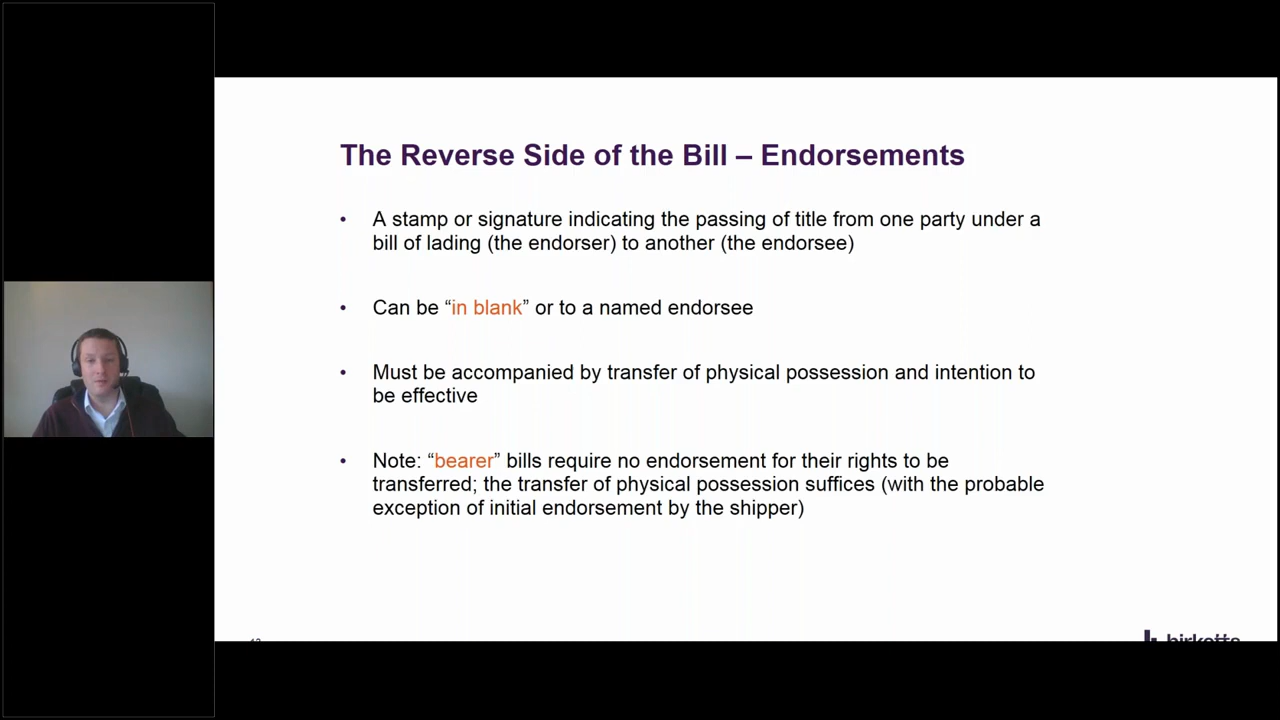 The Reverse Side of the Bill – Endorsements
• A stamp or signature indicating the passing of title from one party under a
bill of lading (the endorser) to another (the endorsee)
• Can be “in blank” or to a named endorsee
• Must be accompanied by transfer of physical possession and intention to
be effective
• Note: “bearer” bills require no endorsement for their rights to be
transferred; the transfer of physical possession suffices (with the probable
exception of initial endorsement by the shipper)
birketts